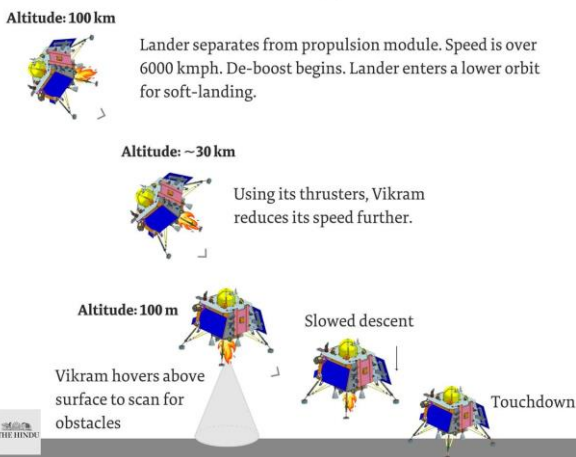 Altitude: 100 km
Lander separates from propulsion module. Speed is over
6000 kmph. De-boost begins. Lander enters a lower orbit
for soft-landing.
Altitude: ~30 km
Using its thrusters, Vikram
reduces its speed further.
Altitude: 100 m
Slowed descent
Vikram hovers above
surface to scan for
obstacles
Touchdown
THE HINDU